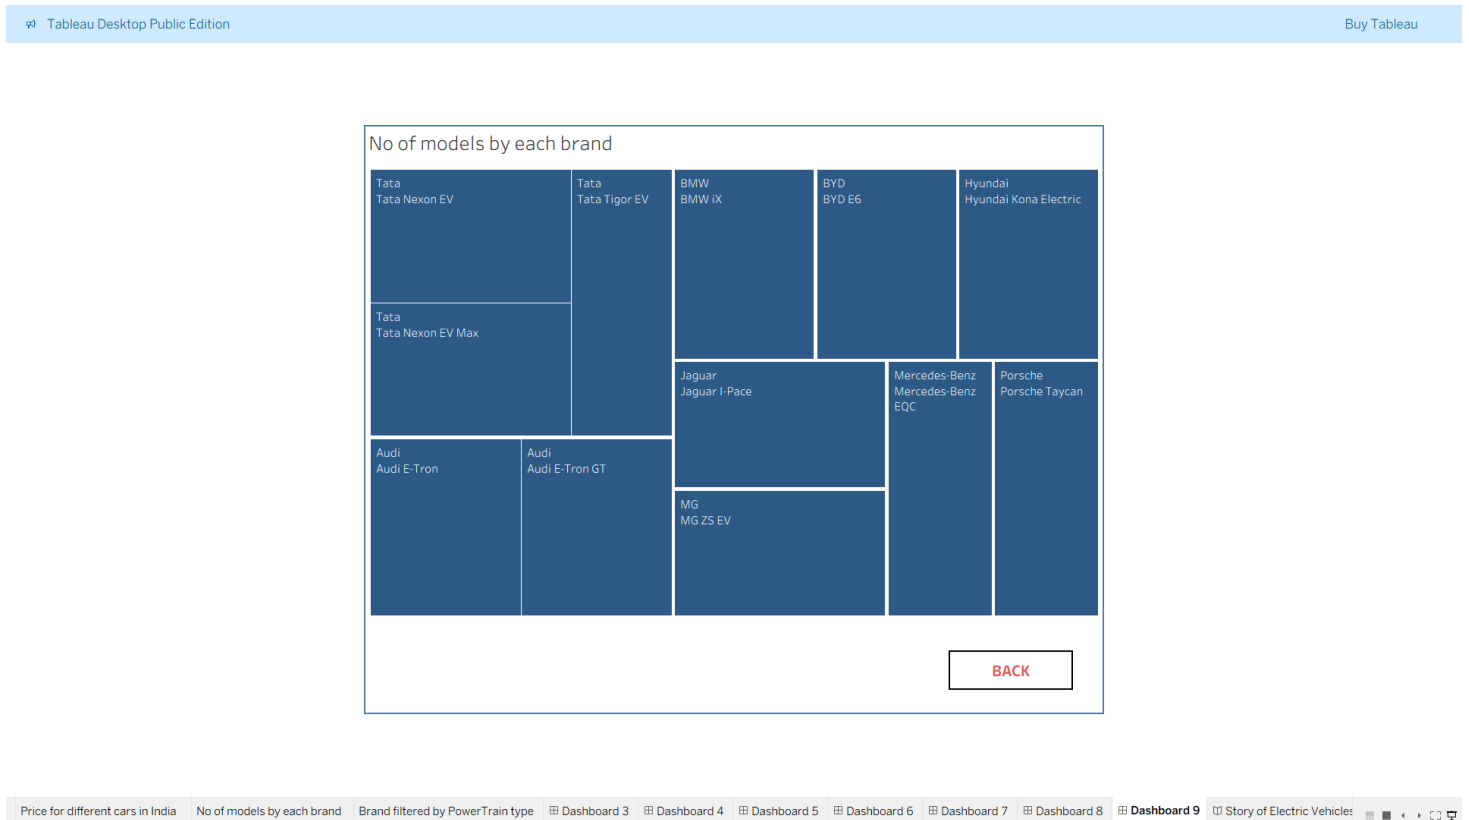 Tableau Desktop Public Edition
Buy Tableau
No of models by each brand
Tata
Tata Nexon EV
Tata
Tata Tigor EV
BMW
BMW iX
BYD
BYD E6
Hyundai
Hyundai Kona Electric
Tata
Tata Nexon EV Max
Jaguar
Jaguar I-Pace
Mercedes-Benz
Mercedes-Benz
EQC
Porsche
Porsche Taycan
Audi
Audi E-Tron
Audi
Audi E-Tron GT
MG
MG ZS EV
BACK
Price for different cars in India
No of models by each brand
Brand filtered by PowerTrain type
Dashboard 3
Dashboard 4
Dashboard 5
Dashboard 6
Dashboard 7
Dashboard 8
Dashboard 9
Story of Electric Vehicles